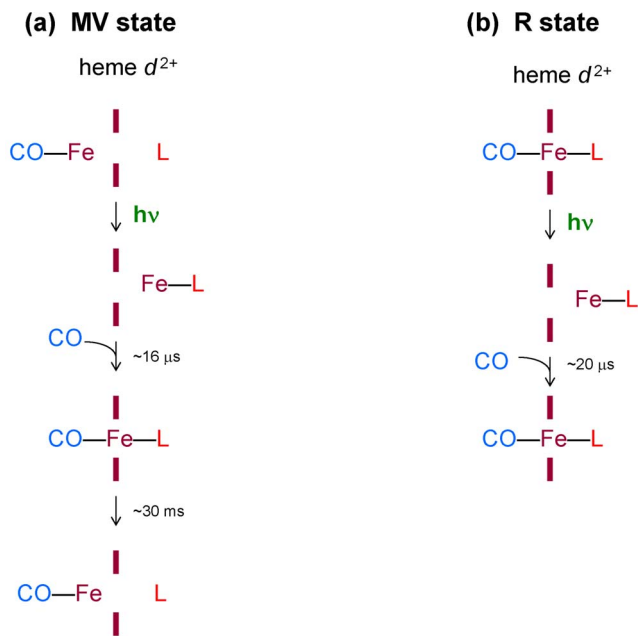 (a) MV state
heme d2+
CO—Fe L
hν
Fe—L
CO
~16 μs
CO—Fe—L
~30 ms
CO—Fe L
(b) R state
heme d2+
CO—Fe—L
hν
Fe—L
CO
~20 μs
CO—Fe—L